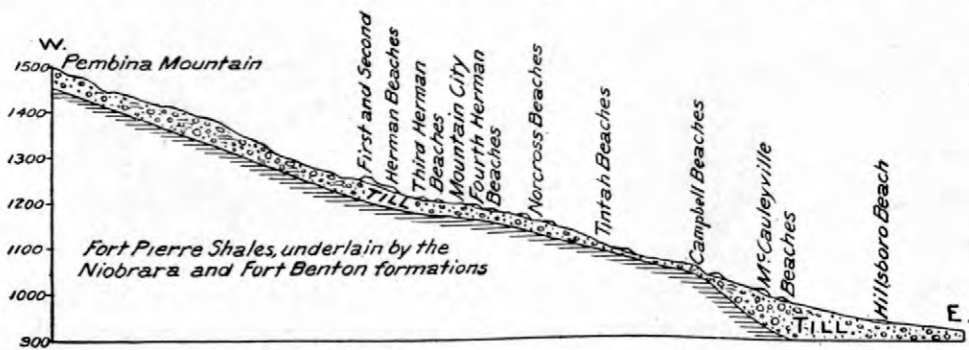 W.
Pembina Mountain
1500
1400
1300
1200
1100
1000
900
First and Second
Herman Beaches
Third Herman
Beaches
Mountain City
Fourth Herman
Beaches
Norcross Beaches
Tintah Beaches
Campbell Beaches
McCauleyville
Beaches
Hillsboro Beach
E.
TILL
TILL
Fort Pierre Shales, underlain by the
Niobrara and Fort Benton formations